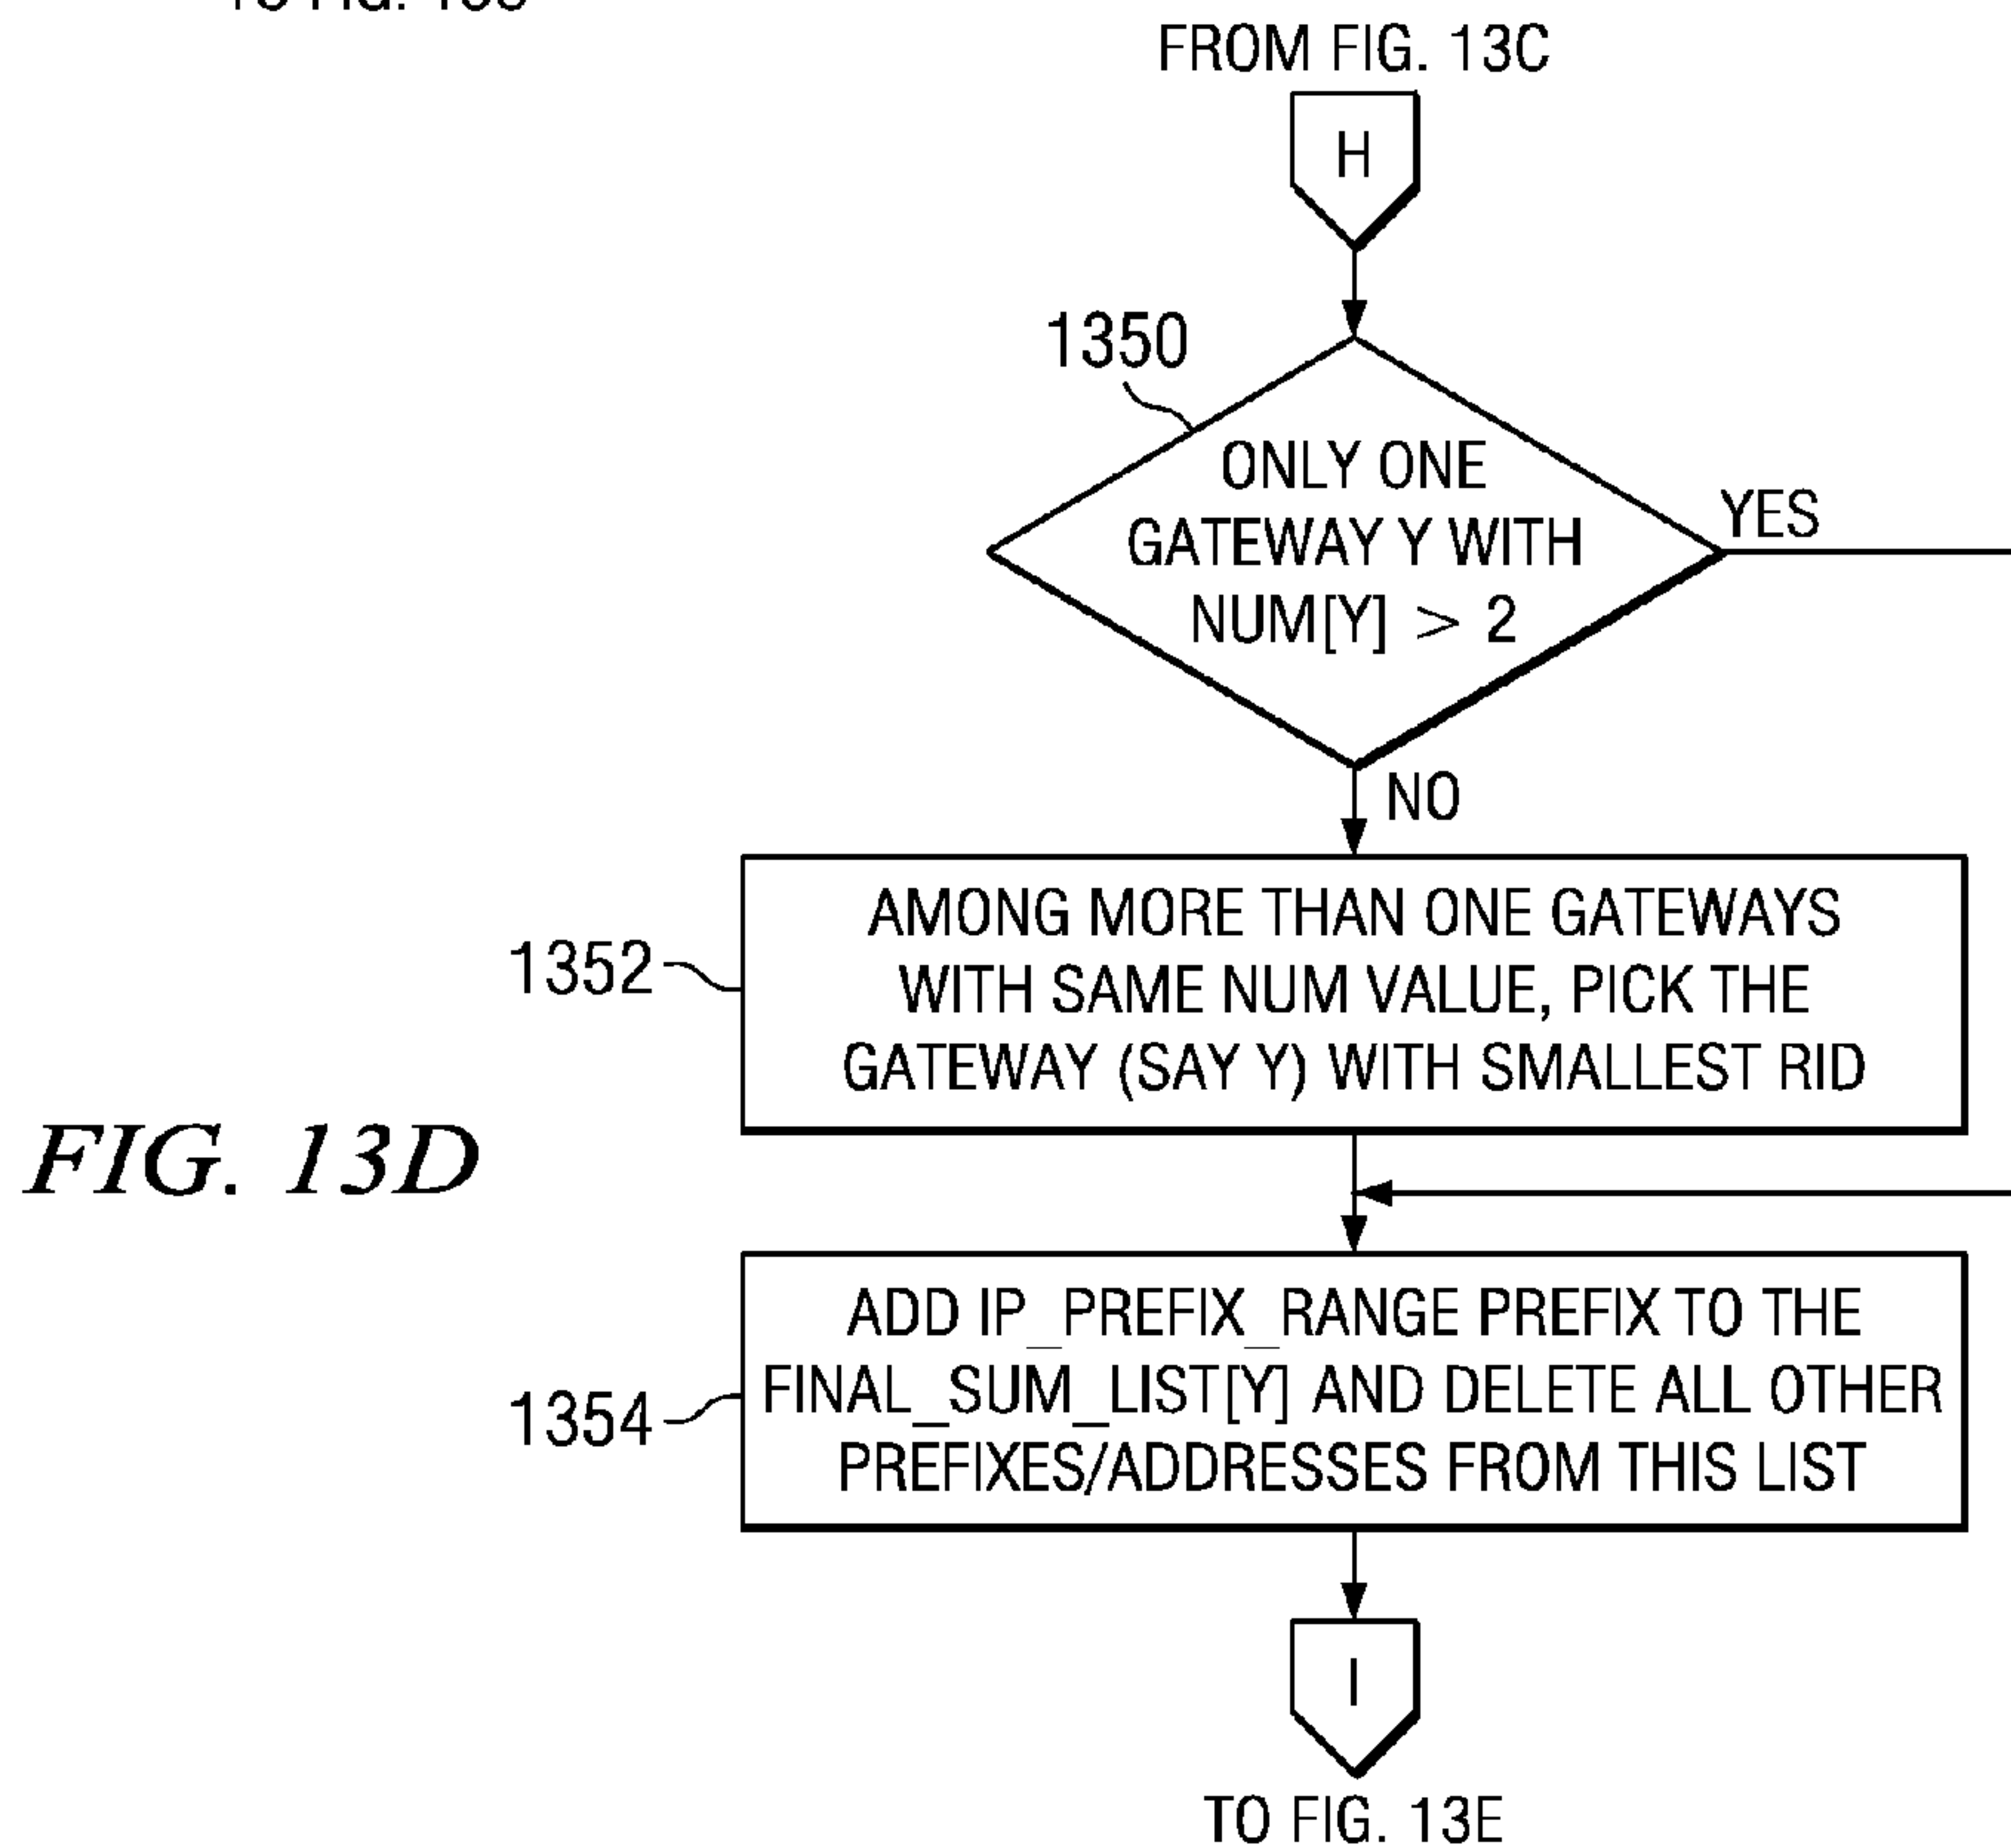 FROM FIG. 13C
H
1350
ONLY ONE
GATEWAY Y WITH
NUM[Y] > 2
YES
NO
1352
AMONG MORE THAN ONE GATEWAYS
WITH SAME NUM VALUE, PICK THE
GATEWAY (SAY Y) WITH SMALLEST RID
FIG. 13D
1354
ADD IP_PREFIX_RANGE PREFIX TO THE
FINAL_SUM_LIST[Y] AND DELETE ALL OTHER
PREFIXES/ADDRESSES FROM THIS LIST
I
TO FIG. 13E